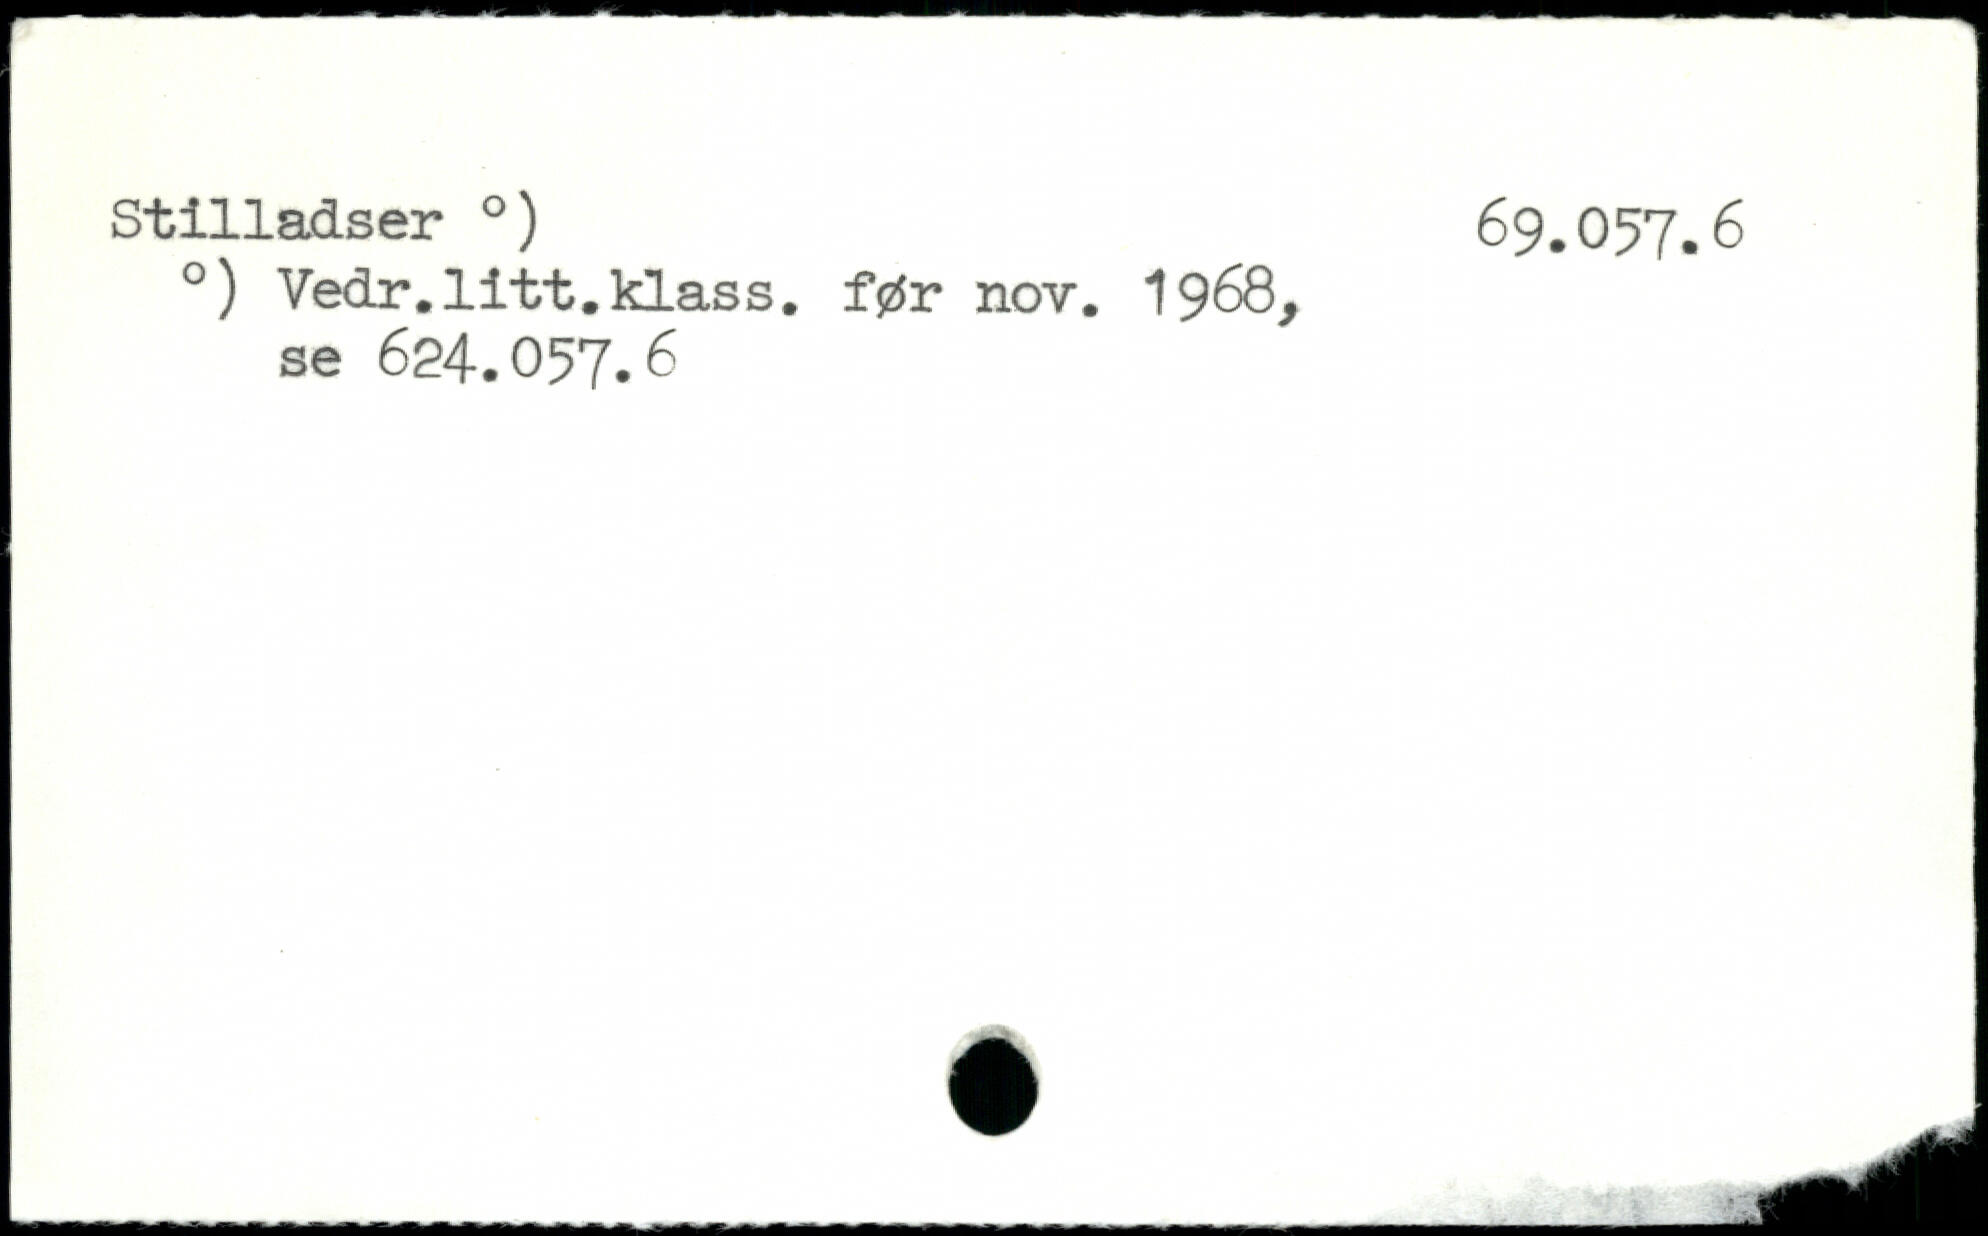 Stilladser °) 69.057.6
°) Vedr.litt.klass. før nov. 1968,
se 624.057.6